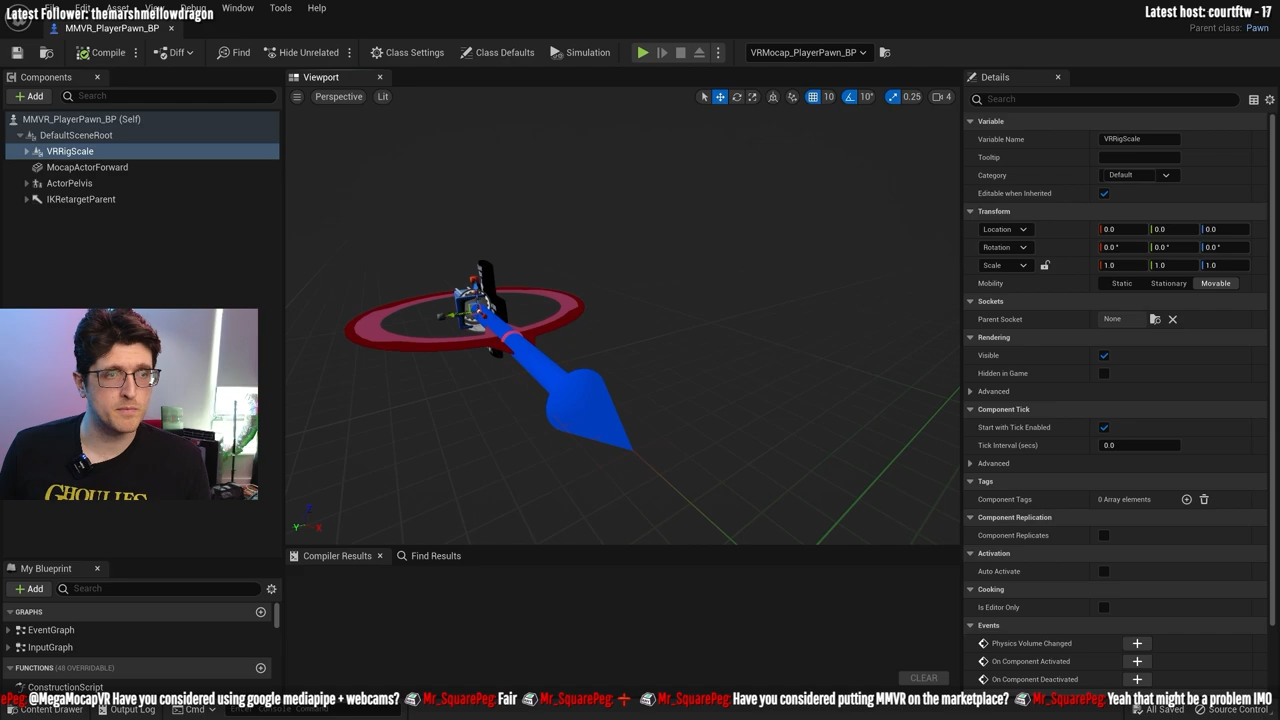 Latest Follower: themarshmellowdragon
Window
Tools
Help
Latest host: courtftw - 17
MMVR_PlayerPawn_BP
Parent class: Pawn
Compile
Diff
Find
Hide Unrelated
Class Settings
Class Defaults
Simulation
VRMocap_PlayerPawn_BP
Components
Viewport
Details
Add
Search
Perspective
Lit
10
10°
0.25
4
Search
MMVR_PlayerPawn_BP (Self)
DefaultSceneRoot
VRRigScale
MocapActorForward
ActorPelvis
IKRetargetParent
Variable
Variable Name
VRRigScale
Tooltip
Category
Default
Editable when Inherited
Transform
Location
0.0
0.0
0.0
Rotation
0.0 °
0.0 °
0.0 °
Scale
1.0
1.0
1.0
Mobility
Static
Stationary
Movable
Sockets
Parent Socket
None
Rendering
Visible
Hidden in Game
Advanced
Component Tick
Start with Tick Enabled
Tick Interval (secs)
0.0
Advanced
Tags
Component Tags
0 Array elements
Component Replication
Component Replicates
Activation
Auto Activate
Cooking
Is Editor Only
Events
Physics Volume Changed
On Component Activated
On Component Deactivated
GHOULIES
Z
Y
X
Compiler Results
Find Results
CLEAR
My Blueprint
Add
Search
GRAPHS
EventGraph
InputGraph
FUNCTIONS (48 OVERRIDABLE)
ConstructionScript
ePeg: @MegaMocapVR Have you considered using google mediapipe + webcams? Mr_SquarePeg: Fair Mr_SquarePeg: Mr_SquarePeg: Have you considered putting MMVR on the marketplace? Mr_SquarePeg: Yeah that might be a problem IMO
Content Drawer
Output Log
Cmd
All Saved
Source Control